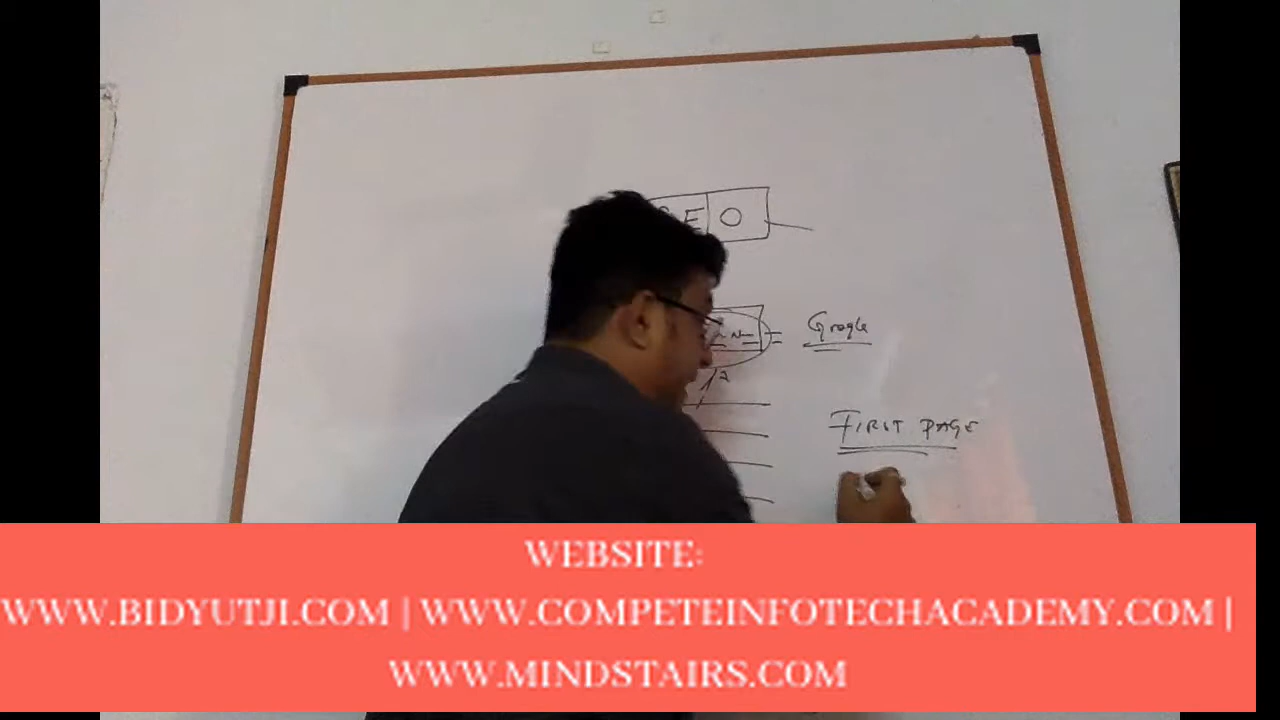 E O
Google
FIRST PAGE
WEBSITE:
WWW.BIDYUTJI.COM | WWW.COMPETEINFOTECHACADEMY.COM |
WWW.MINDSTAIRS.COM